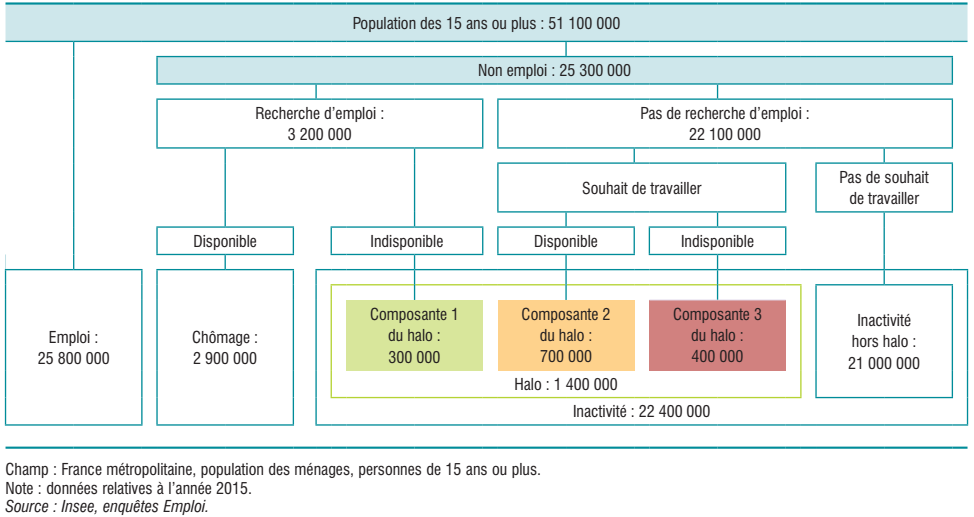 Population des 15 ans ou plus : 51 100 000
Non emploi : 25 300 000
Recherche d'emploi :
3 200 000
Pas de recherche d'emploi :
22 100 000
Souhait de travailler
Pas de souhait
de travailler
Disponible
Indisponible
Disponible
Indisponible
Emploi :
25 800 000
Chômage :
2 900 000
Composante 1
du halo :
300 000
Composante 2
du halo :
700 000
Composante 3
du halo :
400 000
Halo : 1 400 000
Inactivité
hors halo :
21 000 000
Inactivité : 22 400 000
Champ : France métropolitaine, population des ménages, personnes de 15 ans ou plus.
Note : données relatives à l'année 2015.
Source : Insee, enquêtes Emploi.